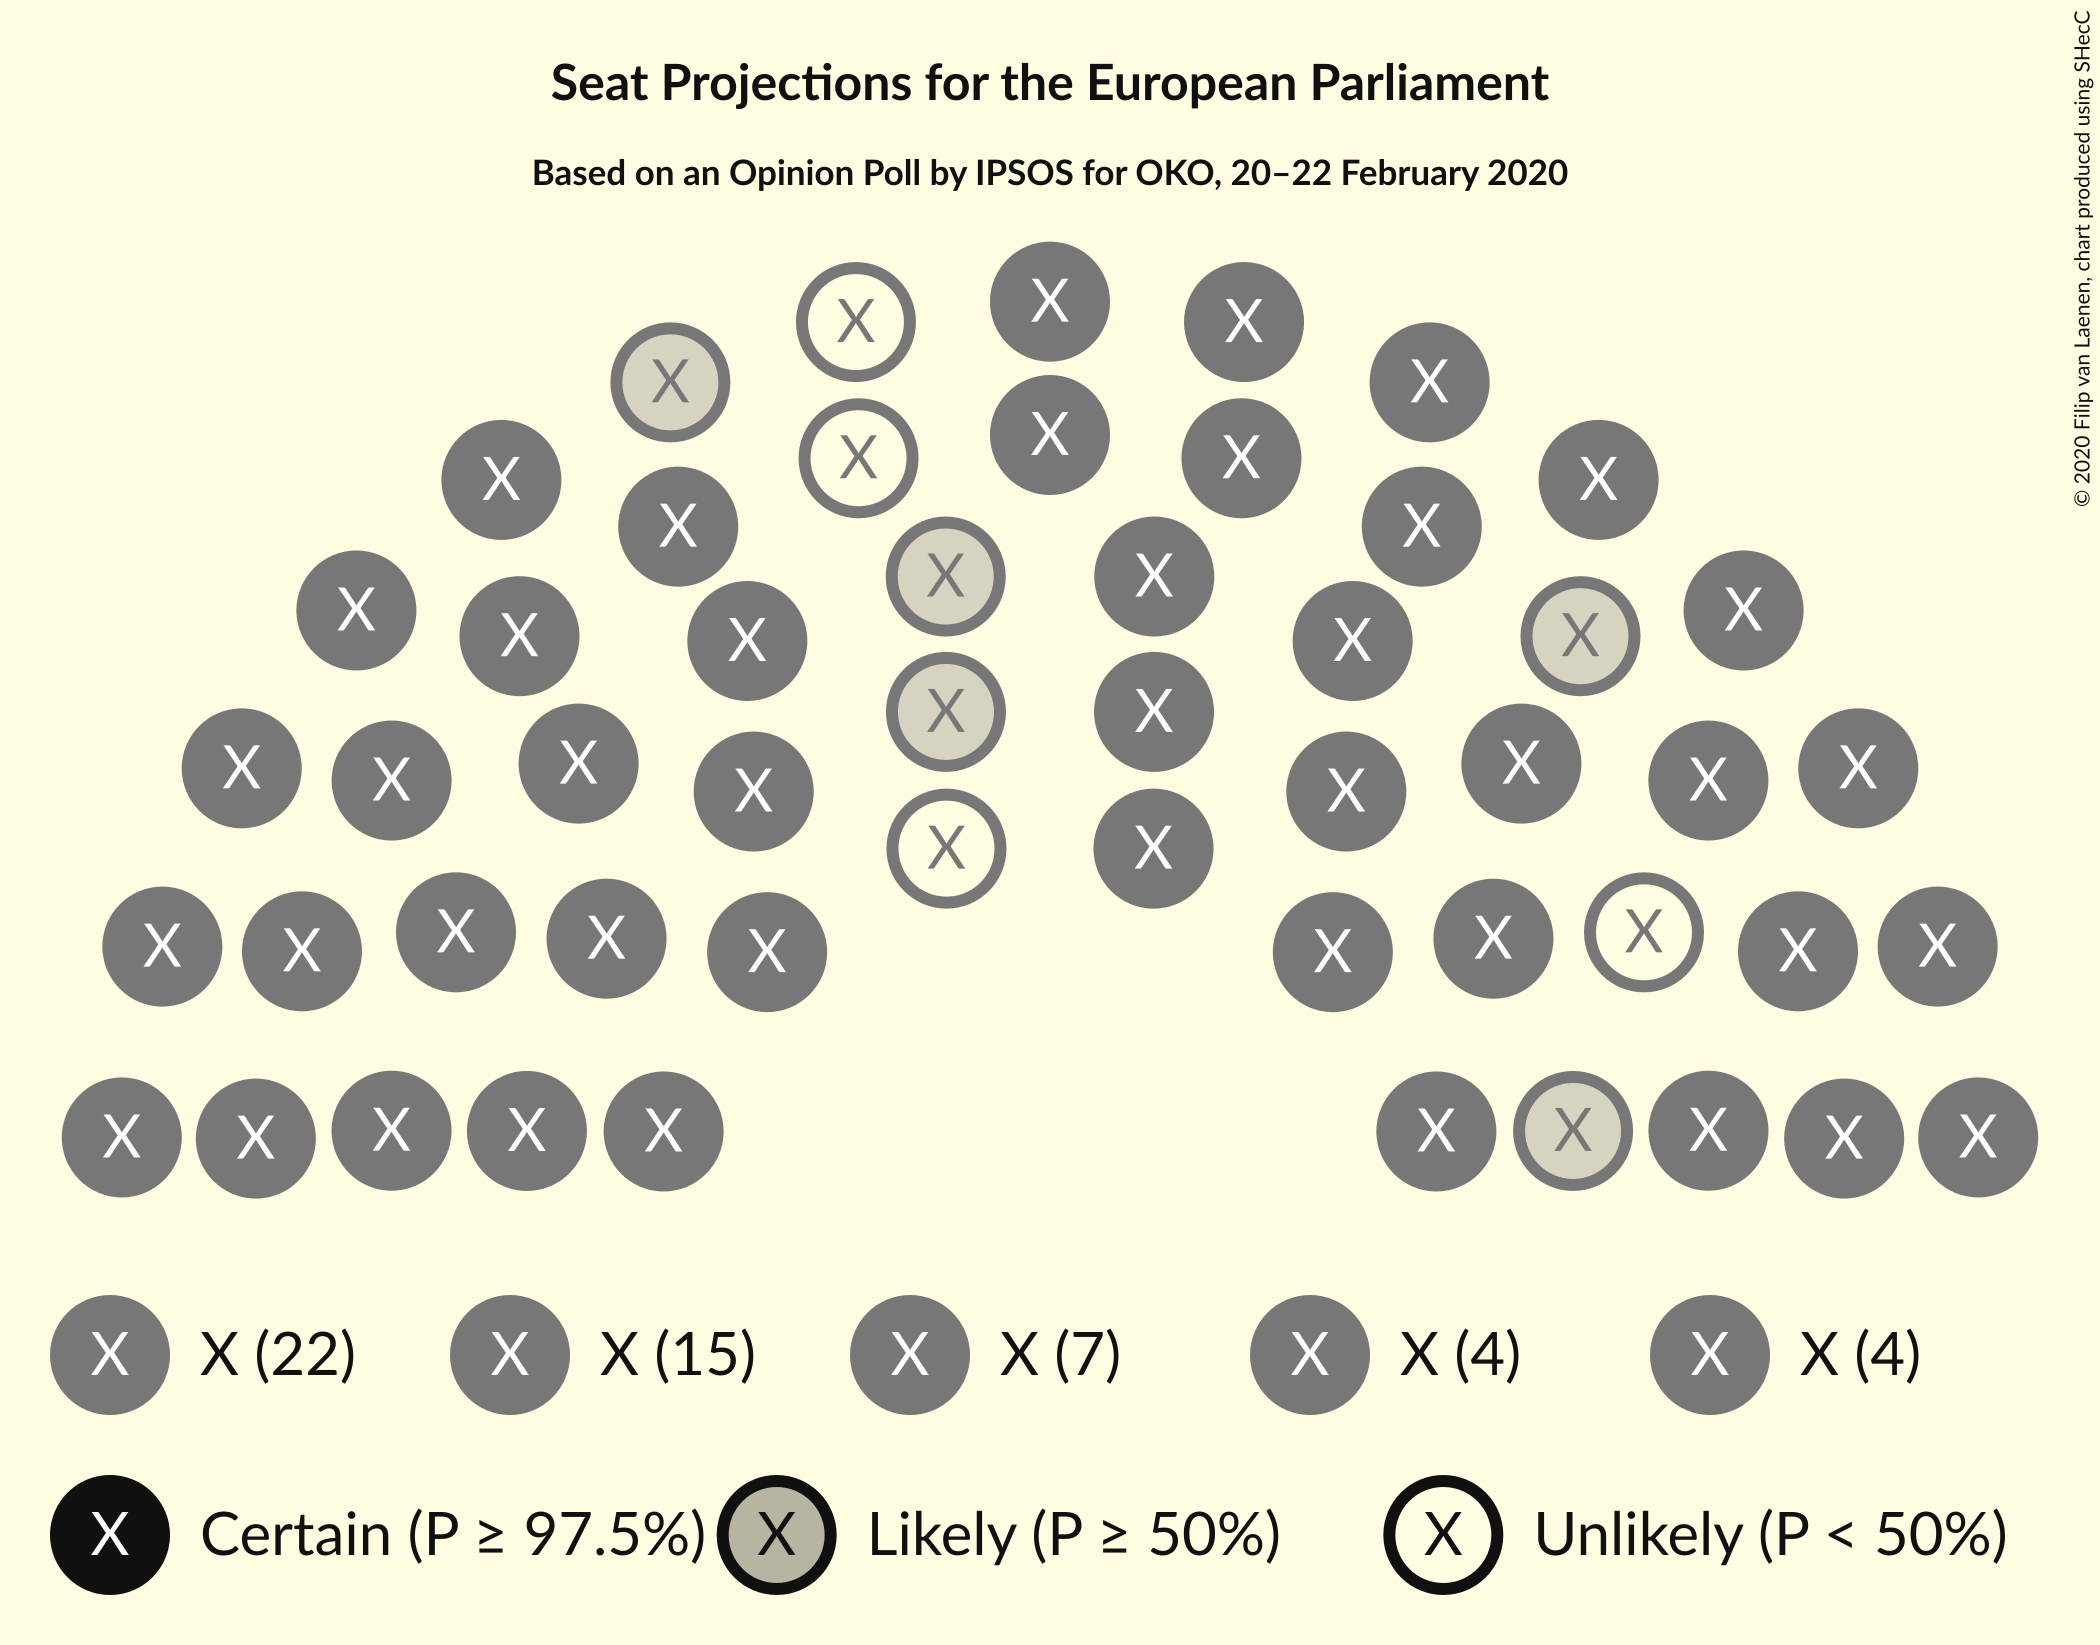 Seat Projections for the European Parliament
Based on an Opinion Poll by IPSOS for OKO, 20–22 February 2020
© 2020 Filip van Laenen, chart produced using SHecC
X X X
X X
X X X
X X
X X
X X
X X X X X X
X X
X X X X X X X X
X X
X X X X X X X X X X
X X X X X X X X X X
X X (22) X X (15) X X (7) X X (4) X X (4)
X Certain (P ≥ 97.5%) X Likely (P ≥ 50%) X Unlikely (P < 50%)